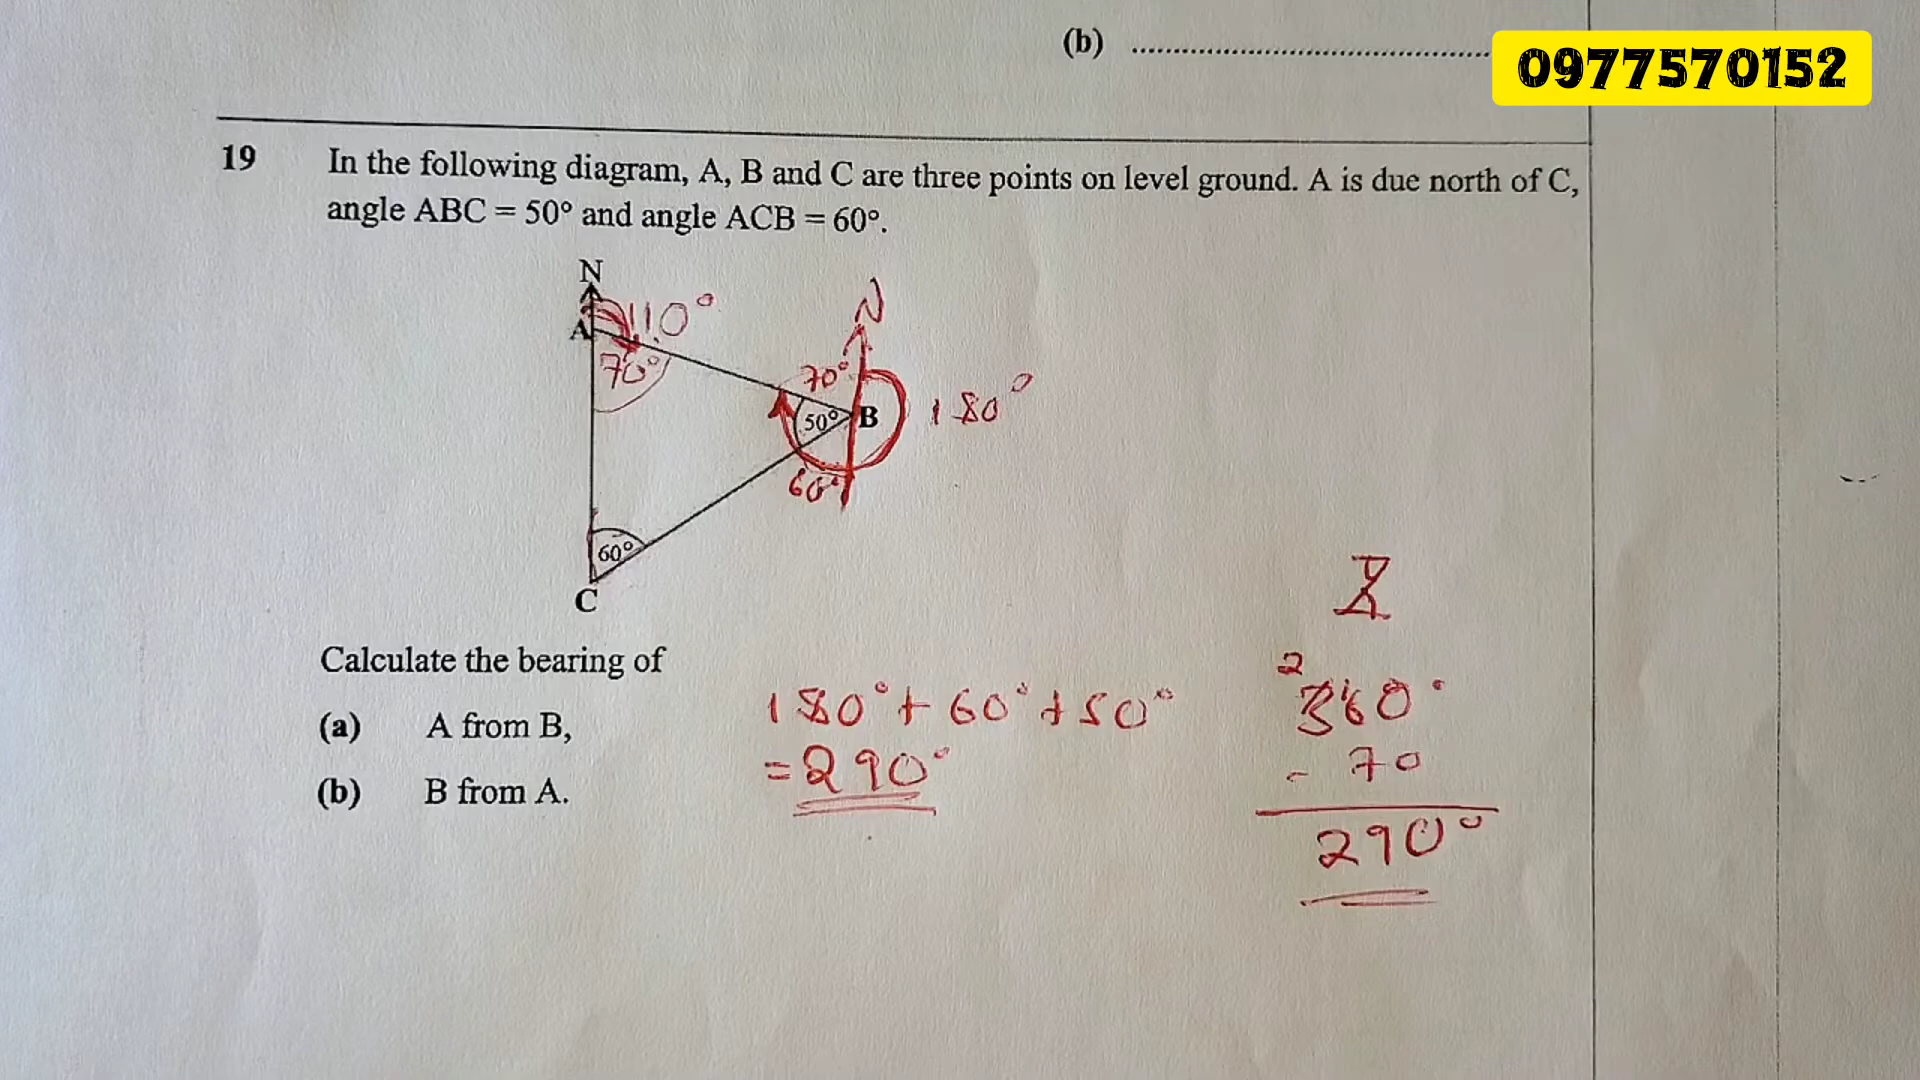 (b) ........................................
0977570152
19 In the following diagram, A, B and C are three points on level ground. A is due north of C,
angle ABC = 50° and angle ACB = 60°.
N
N
A 110°
70°
70°
50° B 180°
60°
60°
C
Z
Calculate the bearing of
(a) A from B,
(b) B from A.
180° + 60° + 50°
= 290°
2
360°
- 70
290°